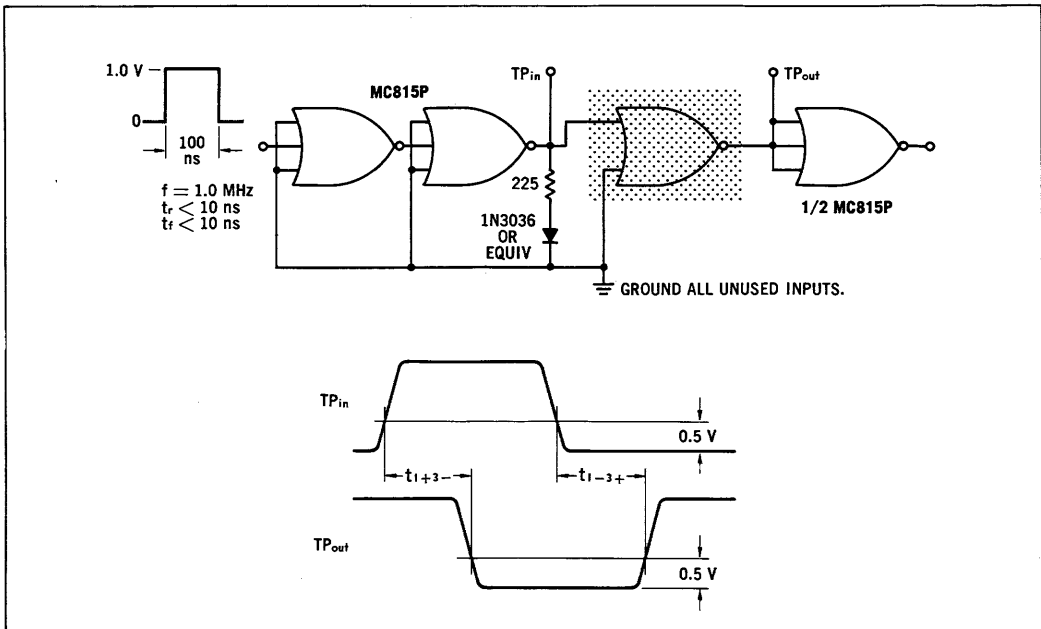 1.0 V
0
100
ns
f = 1.0 MHz
tr < 10 ns
tf < 10 ns
MC815P
TPin
TPout
225
1N3036
OR
EQUIV
1/2 MC815P
GROUND ALL UNUSED INPUTS.
TPin
0.5 V
t1+3–
t1–3+
TPout
0.5 V